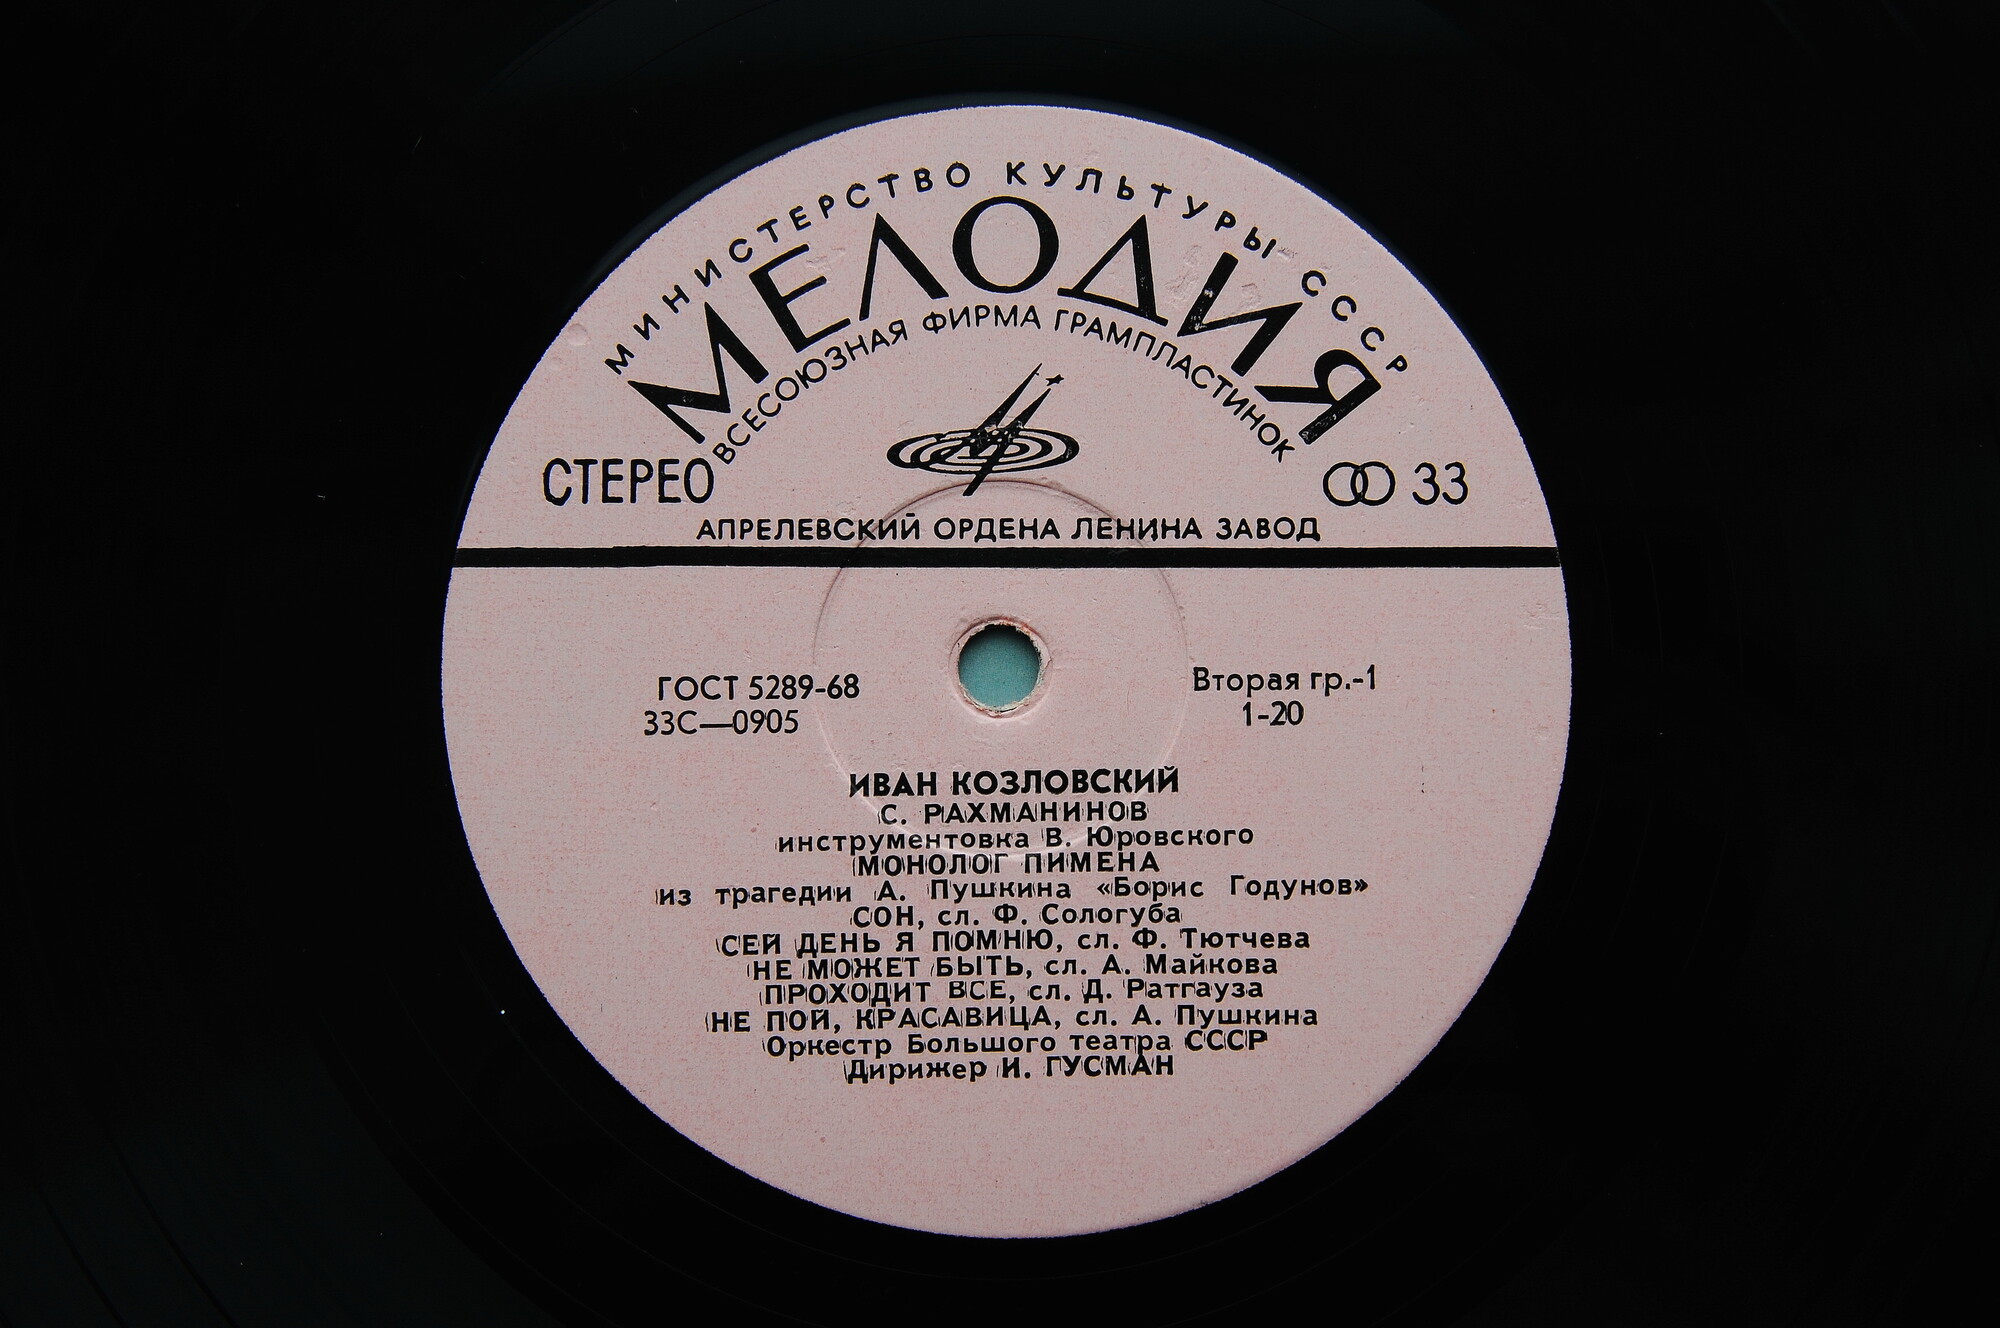 МИНИСТЕРСТВО КУЛЬТУРЫ СССР
МЕЛОДИЯ
ВСЕСОЮЗНАЯ ФИРМА ГРАМПЛАСТИНОК
СТЕРЕО
33
АПРЕЛЕВСКИЙ ОРДЕНА ЛЕНИНА ЗАВОД
ГОСТ 5289-68
Вторая гр.-1
33С—0905
1-20
ИВАН КОЗЛОВСКИЙ
С. РАХМАНИНОВ
инструментовка В. Юровского
МОНОЛОГ ПИМЕНА
из трагедии А. Пушкина «Борис Годунов»
СОН, сл. Ф. Сологуба
СЕЙ ДЕНЬ Я ПОМНЮ, сл. Ф. Тютчева
НЕ МОЖЕТ БЫТЬ, сл. А. Майкова
ПРОХОДИТ ВСЕ, сл. Д. Ратгауза
НЕ ПОЙ, КРАСАВИЦА, сл. А. Пушкина
Оркестр Большого театра СССР
Дирижер И. ГУСМАН